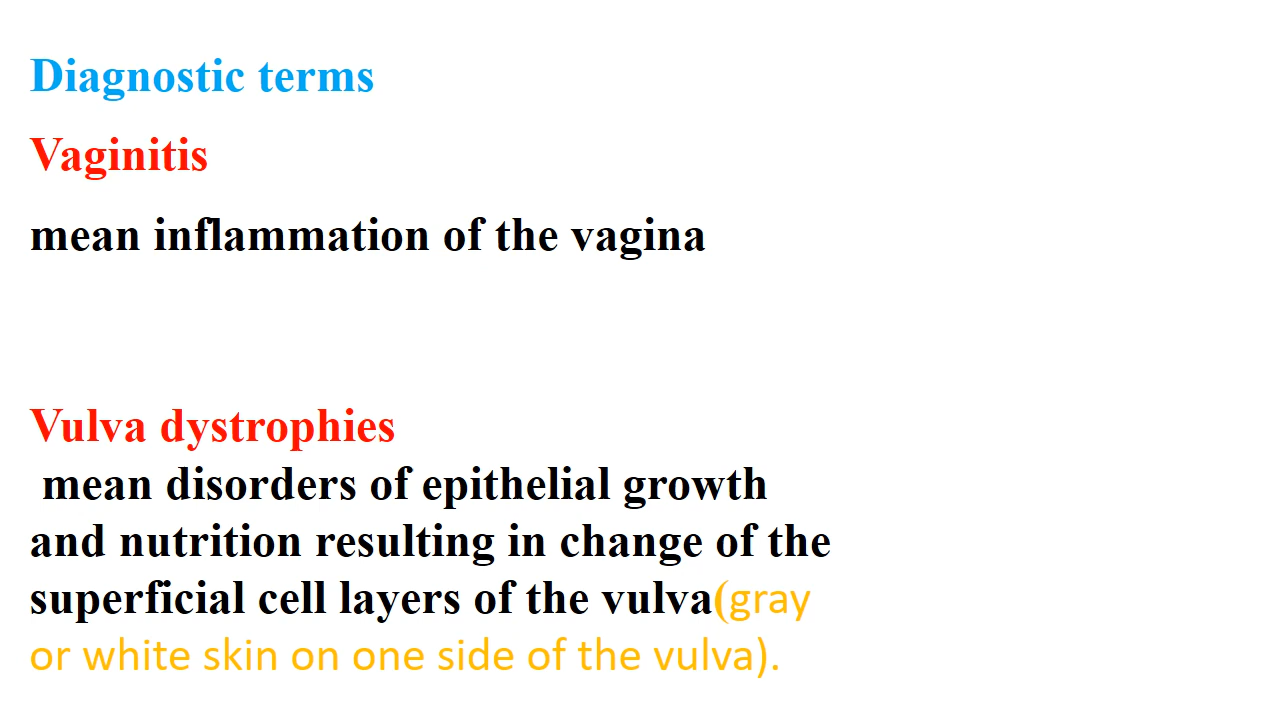 Diagnostic terms
Vaginitis
mean inflammation of the vagina
Vulva dystrophies
mean disorders of epithelial growth
and nutrition resulting in change of the
superficial cell layers of the vulva(gray
or white skin on one side of the vulva).